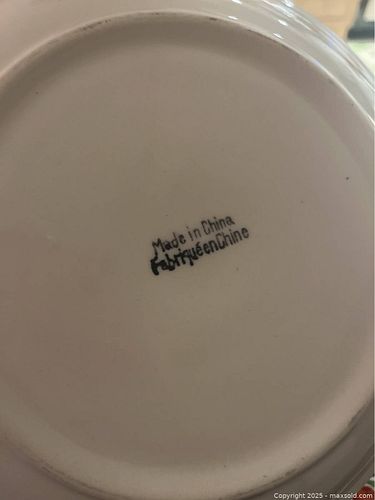 Made in China
FabriquéenChine
Copyright 2025 - maxsold.com